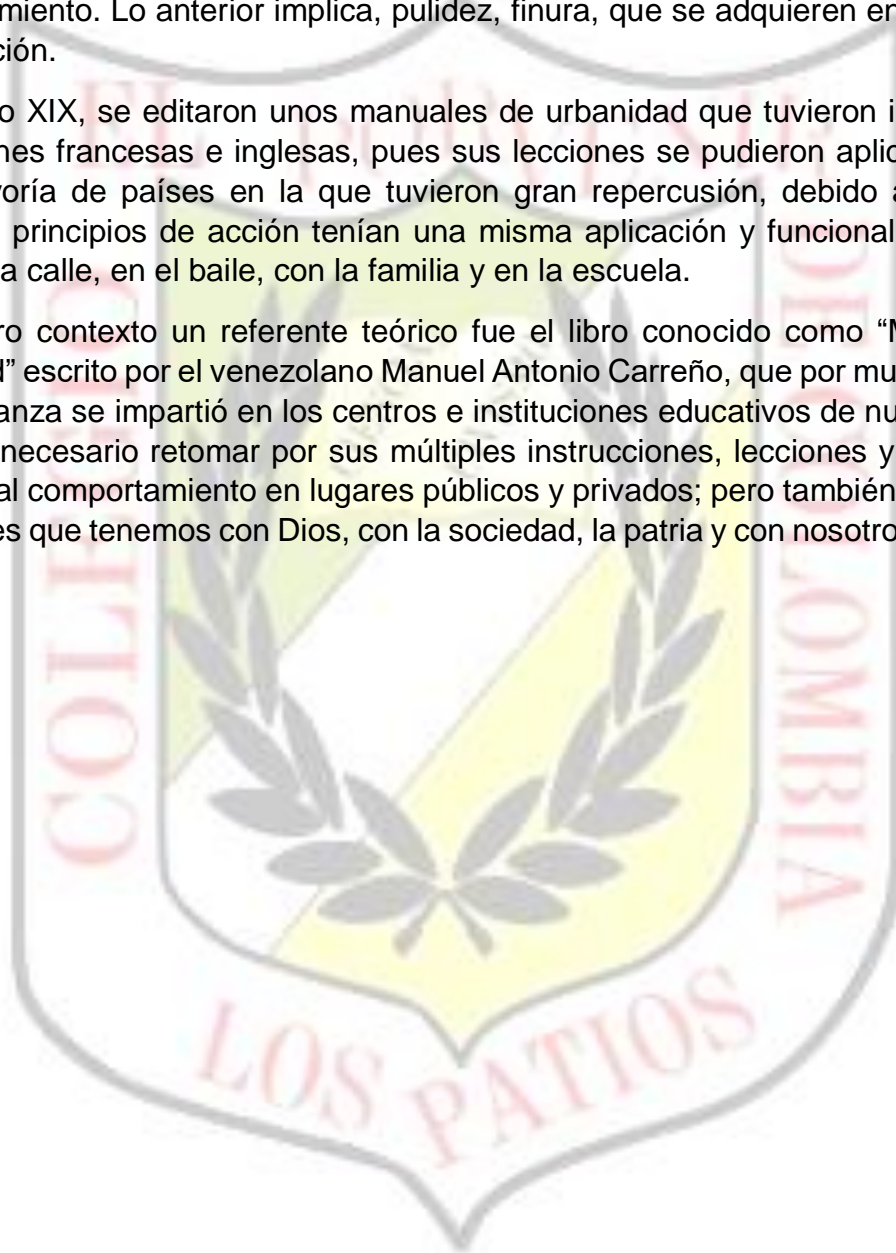 miento. Lo anterior implica, pulidez, finura, que se adquieren en
ción.
o XIX, se editaron unos manuales de urbanidad que tuvieron i
nes francesas e inglesas, pues sus lecciones se pudieron aplic
yoría de países en la que tuvieron gran repercusión, debido a
principios de acción tenían una misma aplicación y funcional
a calle, en el baile, con la familia y en la escuela.
ro contexto un referente teórico fue el libro conocido como “M
d” escrito por el venezolano Manuel Antonio Carreño, que por mu
anza se impartió en los centros e instituciones educativos de nu
necesario retomar por sus múltiples instrucciones, lecciones y
al comportamiento en lugares públicos y privados; pero también
es que tenemos con Dios, con la sociedad, la patria y con nosotro
COLEGIO
DE COLOMBIA
LOS PATIOS